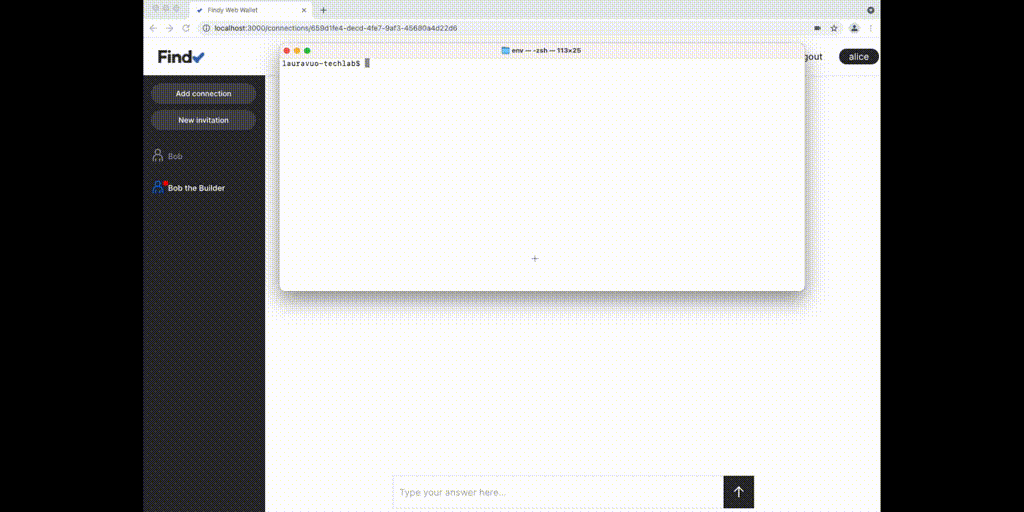 Findy Web Wallet
localhost:3000/connections/659d1fe4-decd-4fe7-9af3-45680a4d22d6
Findy
env — -zsh — 113×25
gout
alice
lauravuo-techlab$
Add connection
New invitation
Bob
Bob the Builder
Type your answer here...